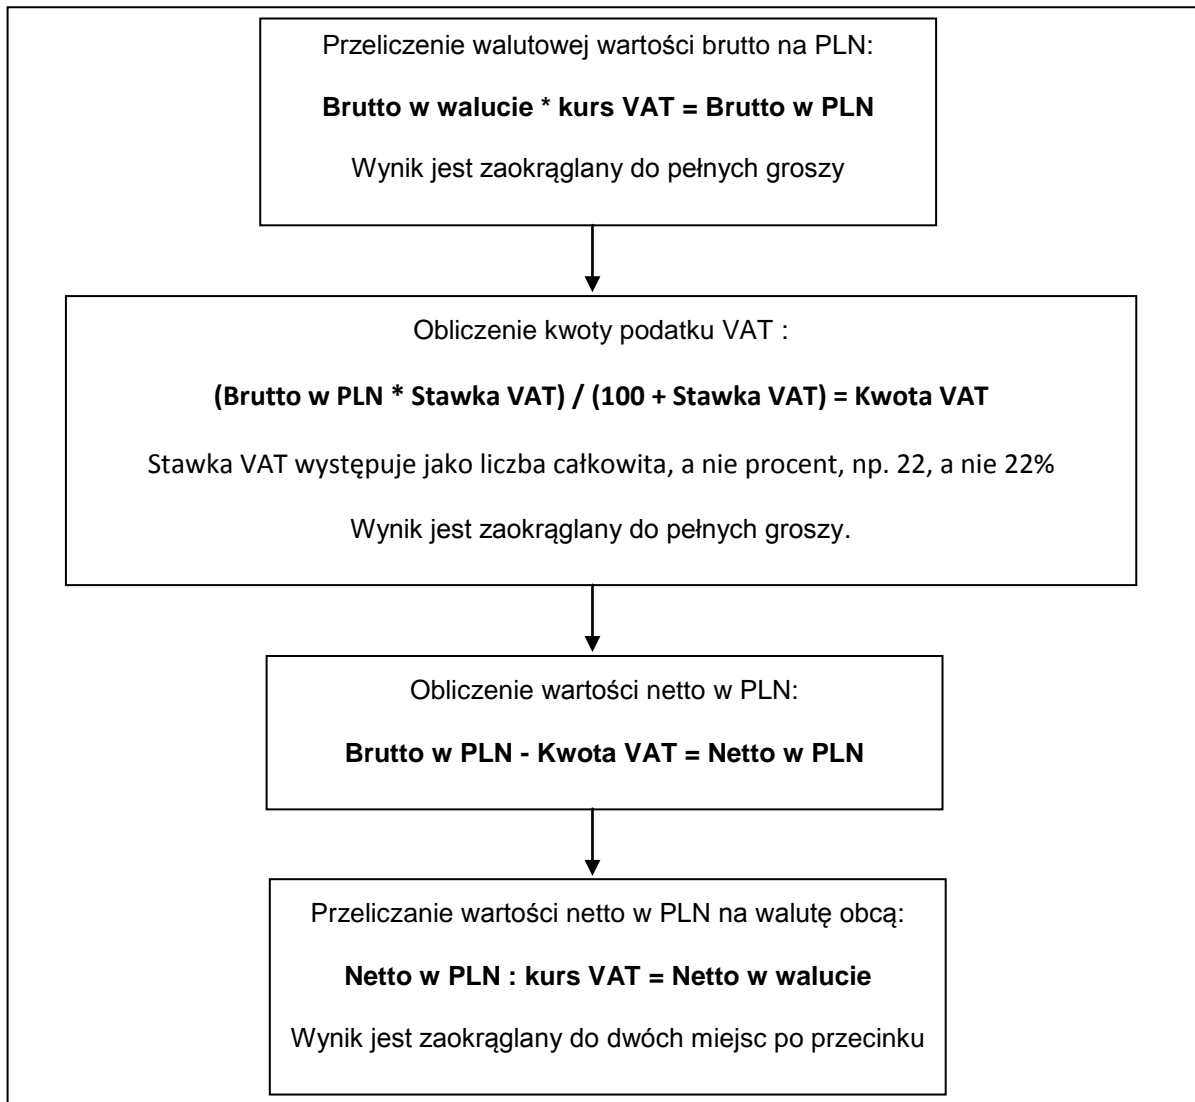 Przeliczenie walutowej wartości brutto na PLN:
Brutto w walucie * kurs VAT = Brutto w PLN
Wynik jest zaokrąglany do pełnych groszy
Obliczenie kwoty podatku VAT :
(Brutto w PLN * Stawka VAT) / (100 + Stawka VAT) = Kwota VAT
Stawka VAT występuje jako liczba całkowita, a nie procent, np. 22, a nie 22%
Wynik jest zaokrąglany do pełnych groszy.
Obliczenie wartości netto w PLN:
Brutto w PLN - Kwota VAT = Netto w PLN
Przeliczanie wartości netto w PLN na walutę obcą:
Netto w PLN : kurs VAT = Netto w walucie
Wynik jest zaokrąglany do dwóch miejsc po przecinku